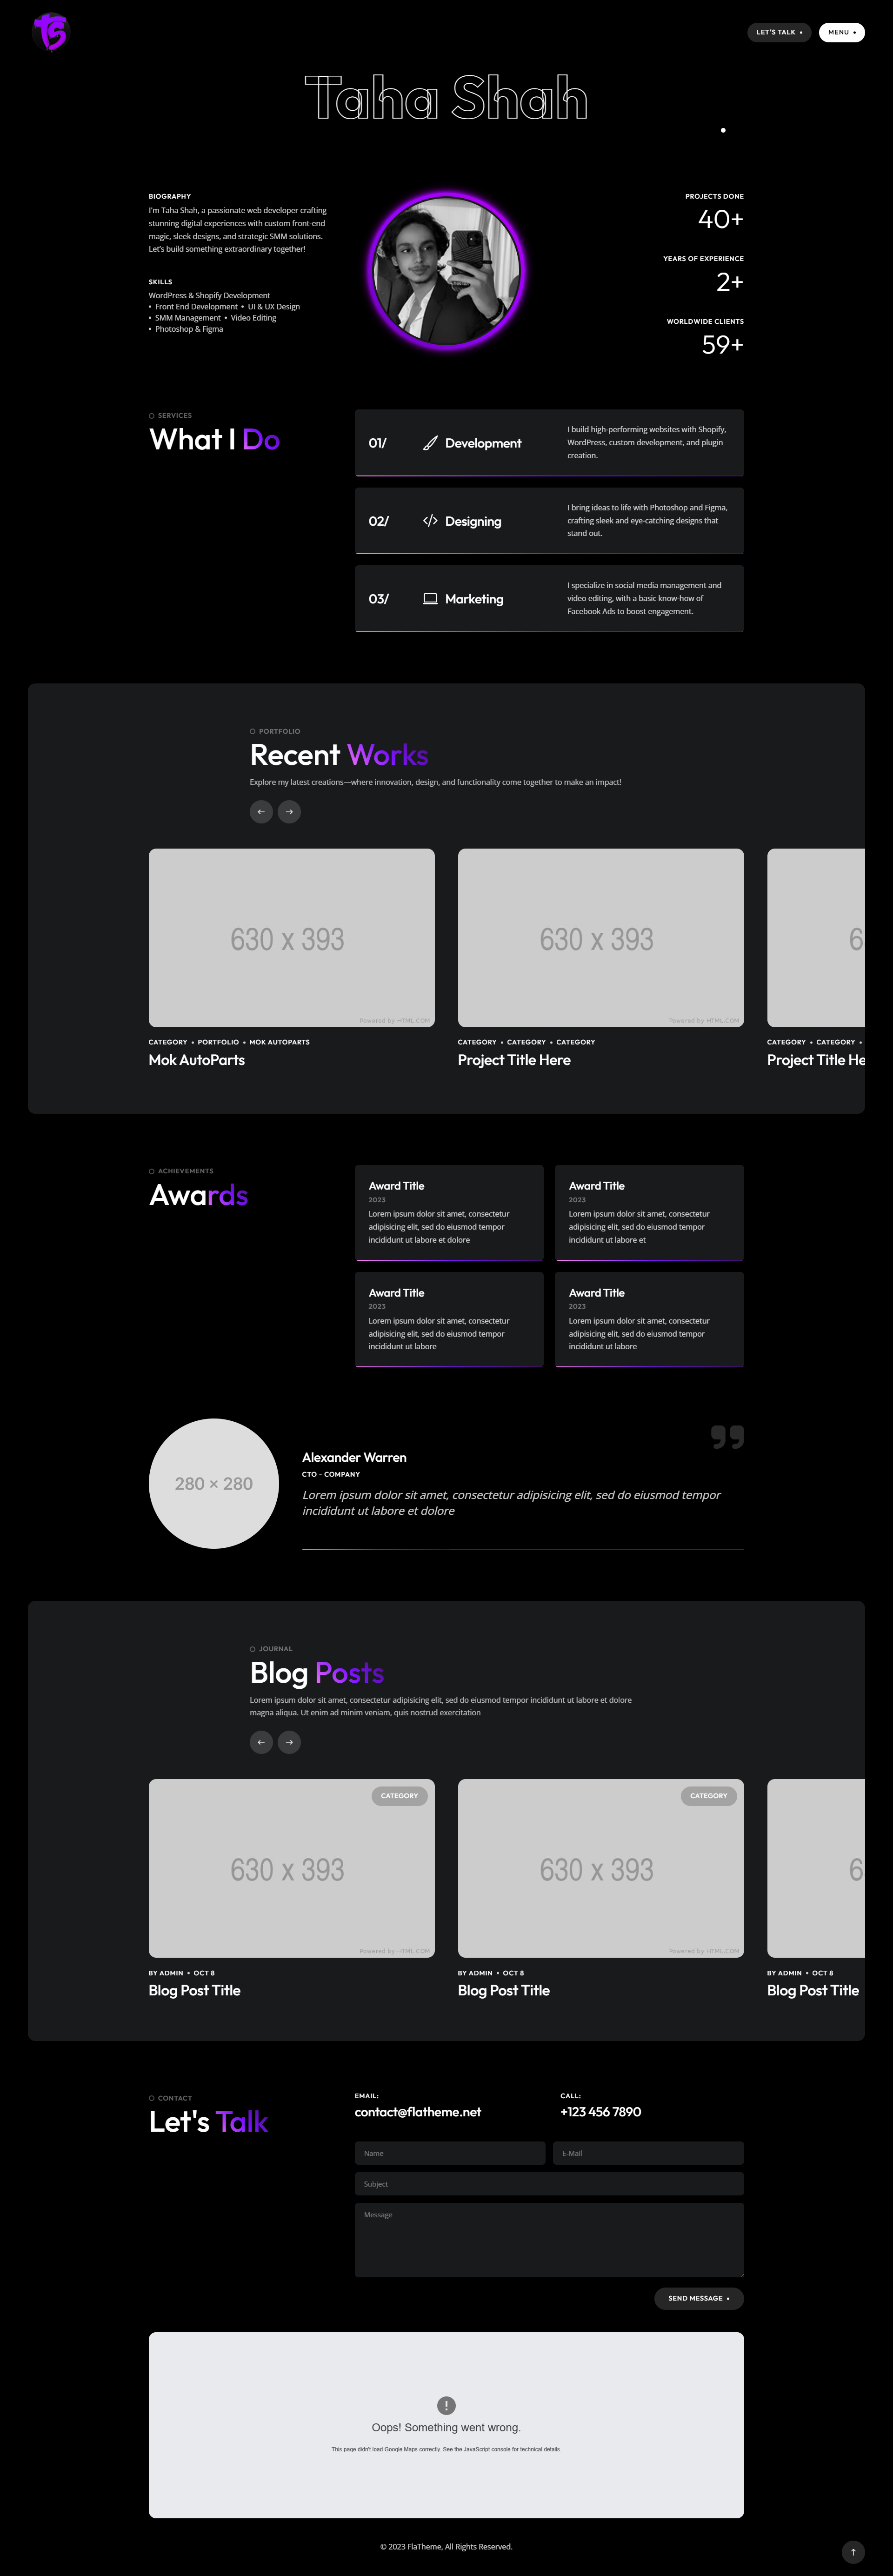 TS
LET'S TALK
MENU
Taha Shah
BIOGRAPHY
I'm Taha Shah, a passionate web developer crafting
stunning digital experiences with custom front-end
magic, sleek designs, and strategic SMM solutions.
Let's build something extraordinary together!
SKILLS
WordPress & Shopify Development
• Front End Development • UI & UX Design
• SMM Management • Video Editing
• Photoshop & Figma
PROJECTS DONE
40+
YEARS OF EXPERIENCE
2+
WORLDWIDE CLIENTS
59+
SERVICES
What I Do
01/
Development
I build high-performing websites with Shopify,
WordPress, custom development, and plugin
creation.
02/
Designing
I bring ideas to life with Photoshop and Figma,
crafting sleek and eye-catching designs that
stand out.
03/
Marketing
I specialize in social media management and
video editing, with a basic know-how of
Facebook Ads to boost engagement.
PORTFOLIO
Recent Works
Explore my latest creations—where innovation, design, and functionality come together to make an impact!
630 x 393
Powered by HTML.COM
CATEGORY • PORTFOLIO • MOK AUTOPARTS
Mok AutoParts
630 x 393
Powered by HTML.COM
CATEGORY • CATEGORY • CATEGORY
Project Title Here
6
CATEGORY • CATEGORY •
Project Title He
ACHIEVEMENTS
Awards
Award Title
2023
Lorem ipsum dolor sit amet, consectetur
adipisicing elit, sed do eiusmod tempor
incididunt ut labore et dolore
Award Title
2023
Lorem ipsum dolor sit amet, consectetur
adipisicing elit, sed do eiusmod tempor
incididunt ut labore et
Award Title
2023
Lorem ipsum dolor sit amet, consectetur
adipisicing elit, sed do eiusmod tempor
incididunt ut labore
Award Title
2023
Lorem ipsum dolor sit amet, consectetur
adipisicing elit, sed do eiusmod tempor
incididunt ut labore
280 × 280
Alexander Warren
CTO - COMPANY
Lorem ipsum dolor sit amet, consectetur adipisicing elit, sed do eiusmod tempor
incididunt ut labore et dolore
JOURNAL
Blog Posts
Lorem ipsum dolor sit amet, consectetur adipisicing elit, sed do eiusmod tempor incididunt ut labore et dolore
magna aliqua. Ut enim ad minim veniam, quis nostrud exercitation
CATEGORY
630 x 393
Powered by HTML.COM
BY ADMIN • OCT 8
Blog Post Title
CATEGORY
630 x 393
Powered by HTML.COM
BY ADMIN • OCT 8
Blog Post Title
6
BY ADMIN • OCT 8
Blog Post Title
CONTACT
Let's Talk
EMAIL:
contact@flatheme.net
CALL:
+123 456 7890
Name
E-Mail
Subject
Message
SEND MESSAGE
Oops! Something went wrong.
This page didn't load Google Maps correctly. See the JavaScript console for technical details.
© 2023 FlaTheme, All Rights Reserved.